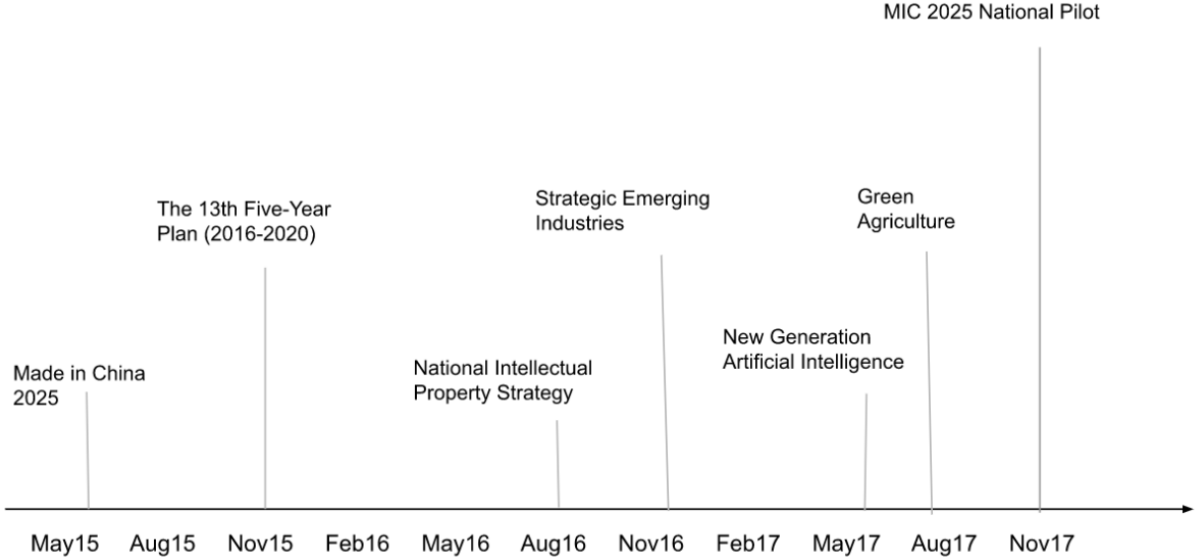 MIC 2025 National Pilot
Strategic Emerging
Industries
Green
Agriculture
The 13th Five-Year
Plan (2016-2020)
New Generation
Artificial Intelligence
National Intellectual
Property Strategy
Made in China
2025
May15 Aug15 Nov15 Feb16 May16 Aug16 Nov16 Feb17 May17 Aug17 Nov17